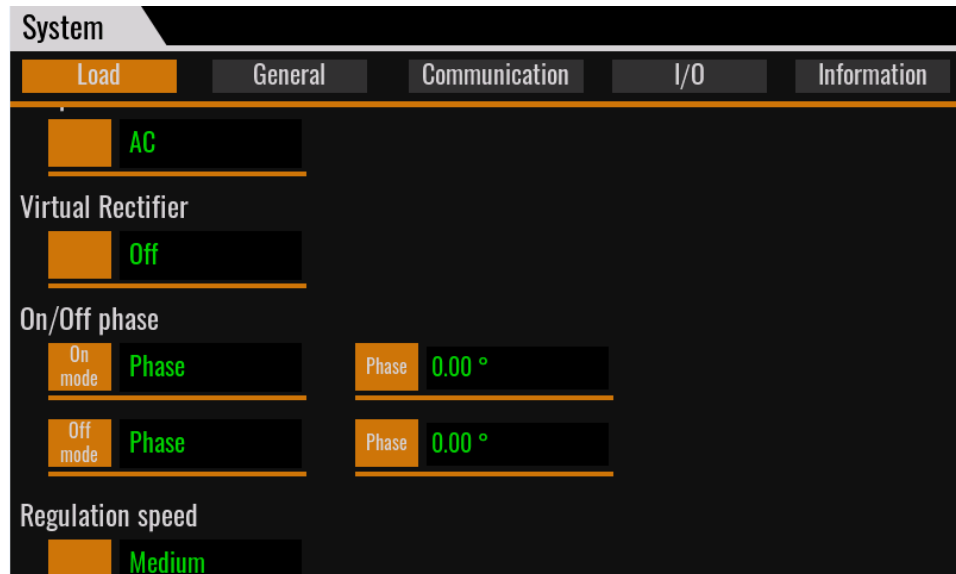 System
Load General Communication I/O Information
AC
Virtual Rectifier
Off
On/Off phase
On mode Phase Phase 0.00 °
Off mode Phase Phase 0.00 °
Regulation speed
Medium